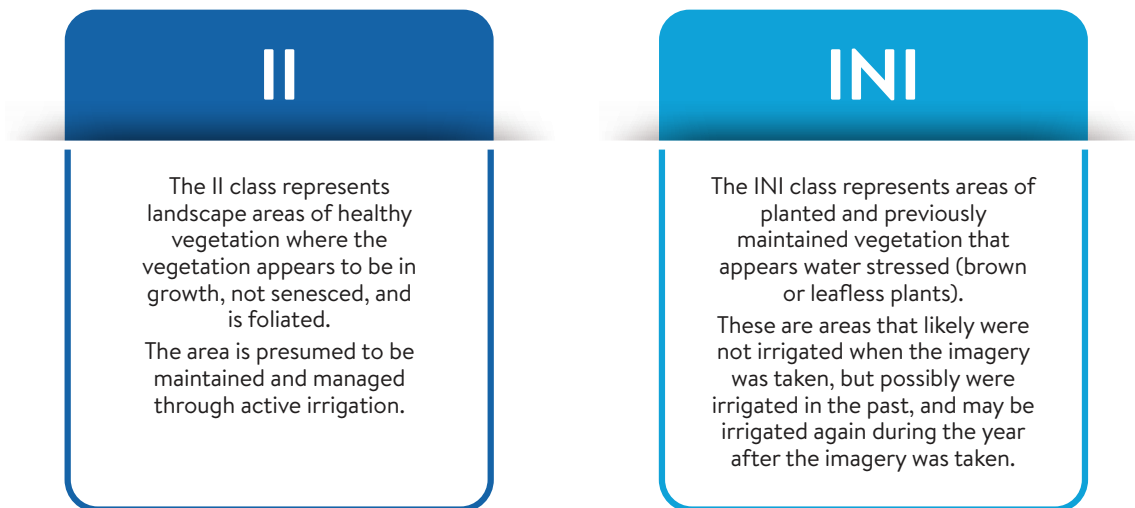 II
The II class represents
landscape areas of healthy
vegetation where the
vegetation appears to be in
growth, not senesced, and
is foliated.
The area is presumed to be
maintained and managed
through active irrigation.
INI
The INI class represents areas of
planted and previously
maintained vegetation that
appears water stressed (brown
or leafless plants).
These are areas that likely were
not irrigated when the imagery
was taken, but possibly were
irrigated in the past, and may be
irrigated again during the year
after the imagery was taken.